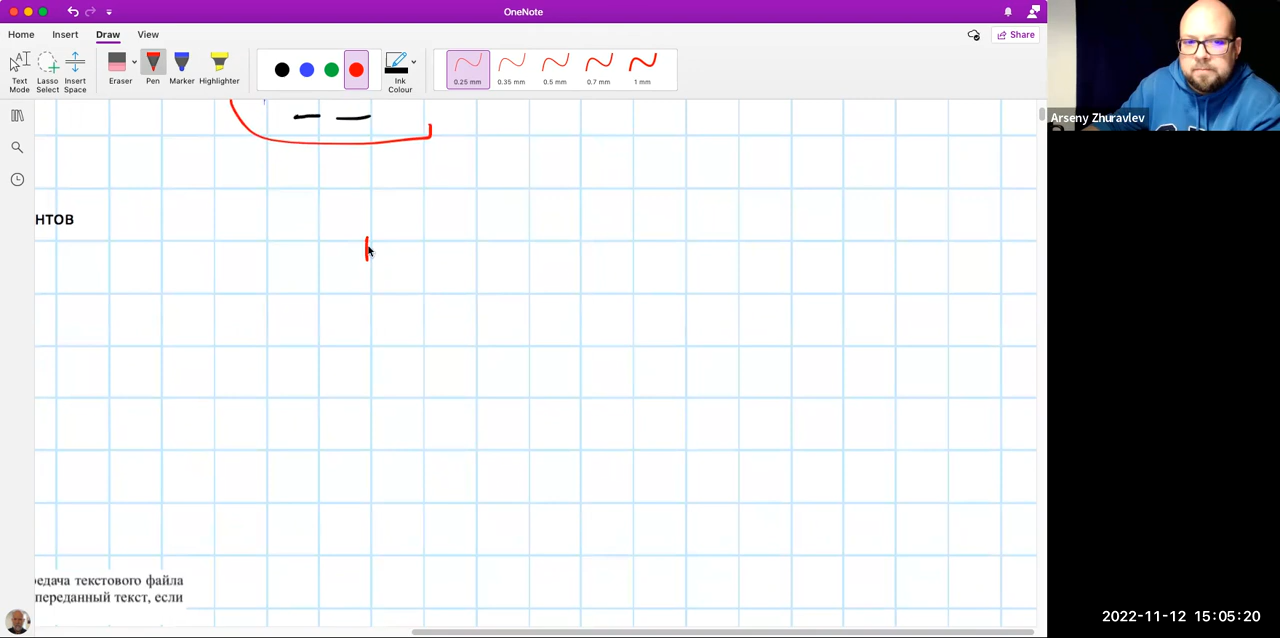 OneNote
Home Insert Draw View
Share
Text Mode
Lasso Select
Insert Space
Eraser
Pen
Marker
Highlighter
Ink Colour
0.25 mm 0.35 mm 0.5 mm 0.7 mm 1 mm
Arseny Zhuravlev
НТОВ
редача текстового файла
переданный текст, если
2022-11-12 15:05:20